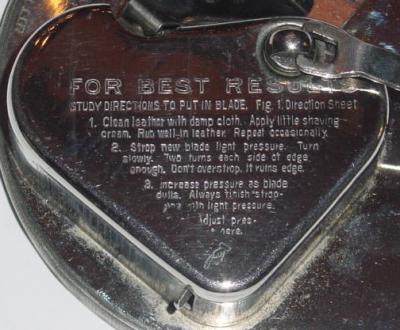 FOR BEST RESULTS
STUDY DIRECTIONS TO PUT IN BLADE. Fig. 1. Direction Sheet
1. Clean leather with damp cloth. Apply little shaving
cream. Rub well in leather. Repeat occasionally.
2. Strop new blade light pressure. Turn
slowly. Two turns each side of edge
enough. Don't overstrop. It ruins edge.
3. Increase pressure as blade
dulls. Always finish strop-
with light pressure.
Adjust pres-
here.